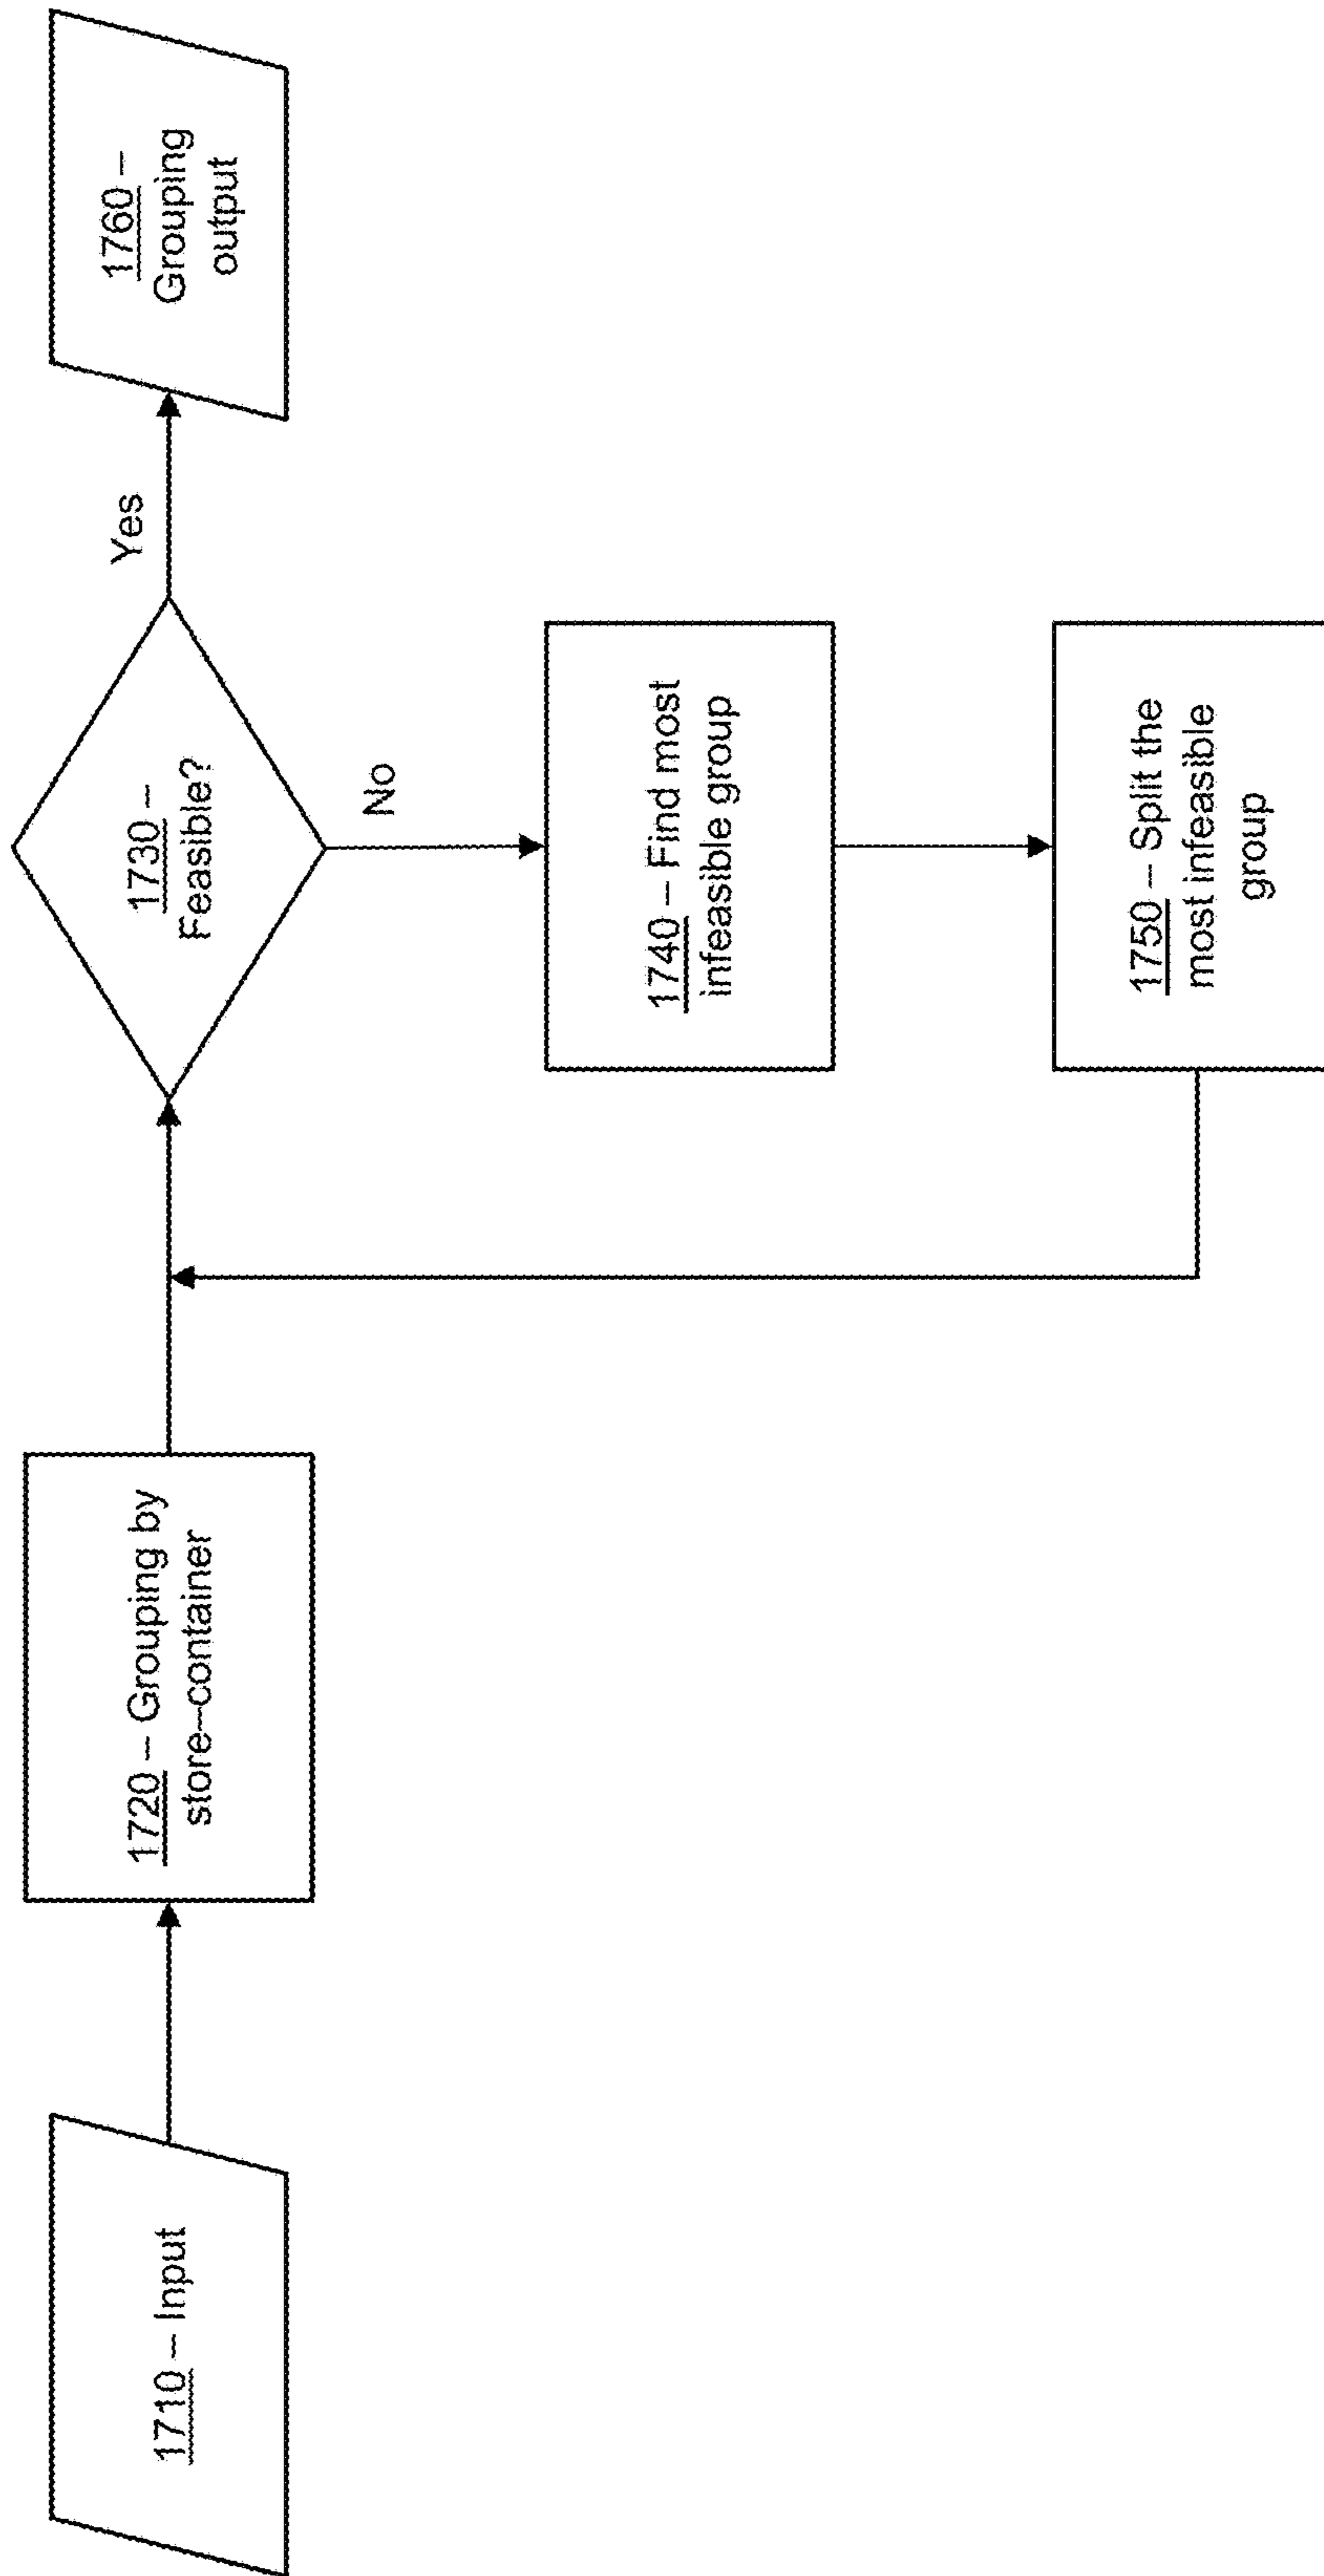 1710 – Input
1720 – Grouping by
store–container
1730 –
Feasible?
Yes
No
1740 – Find most
infeasible group
1750 – Split the
most infeasible
group
1760 –
Grouping
output